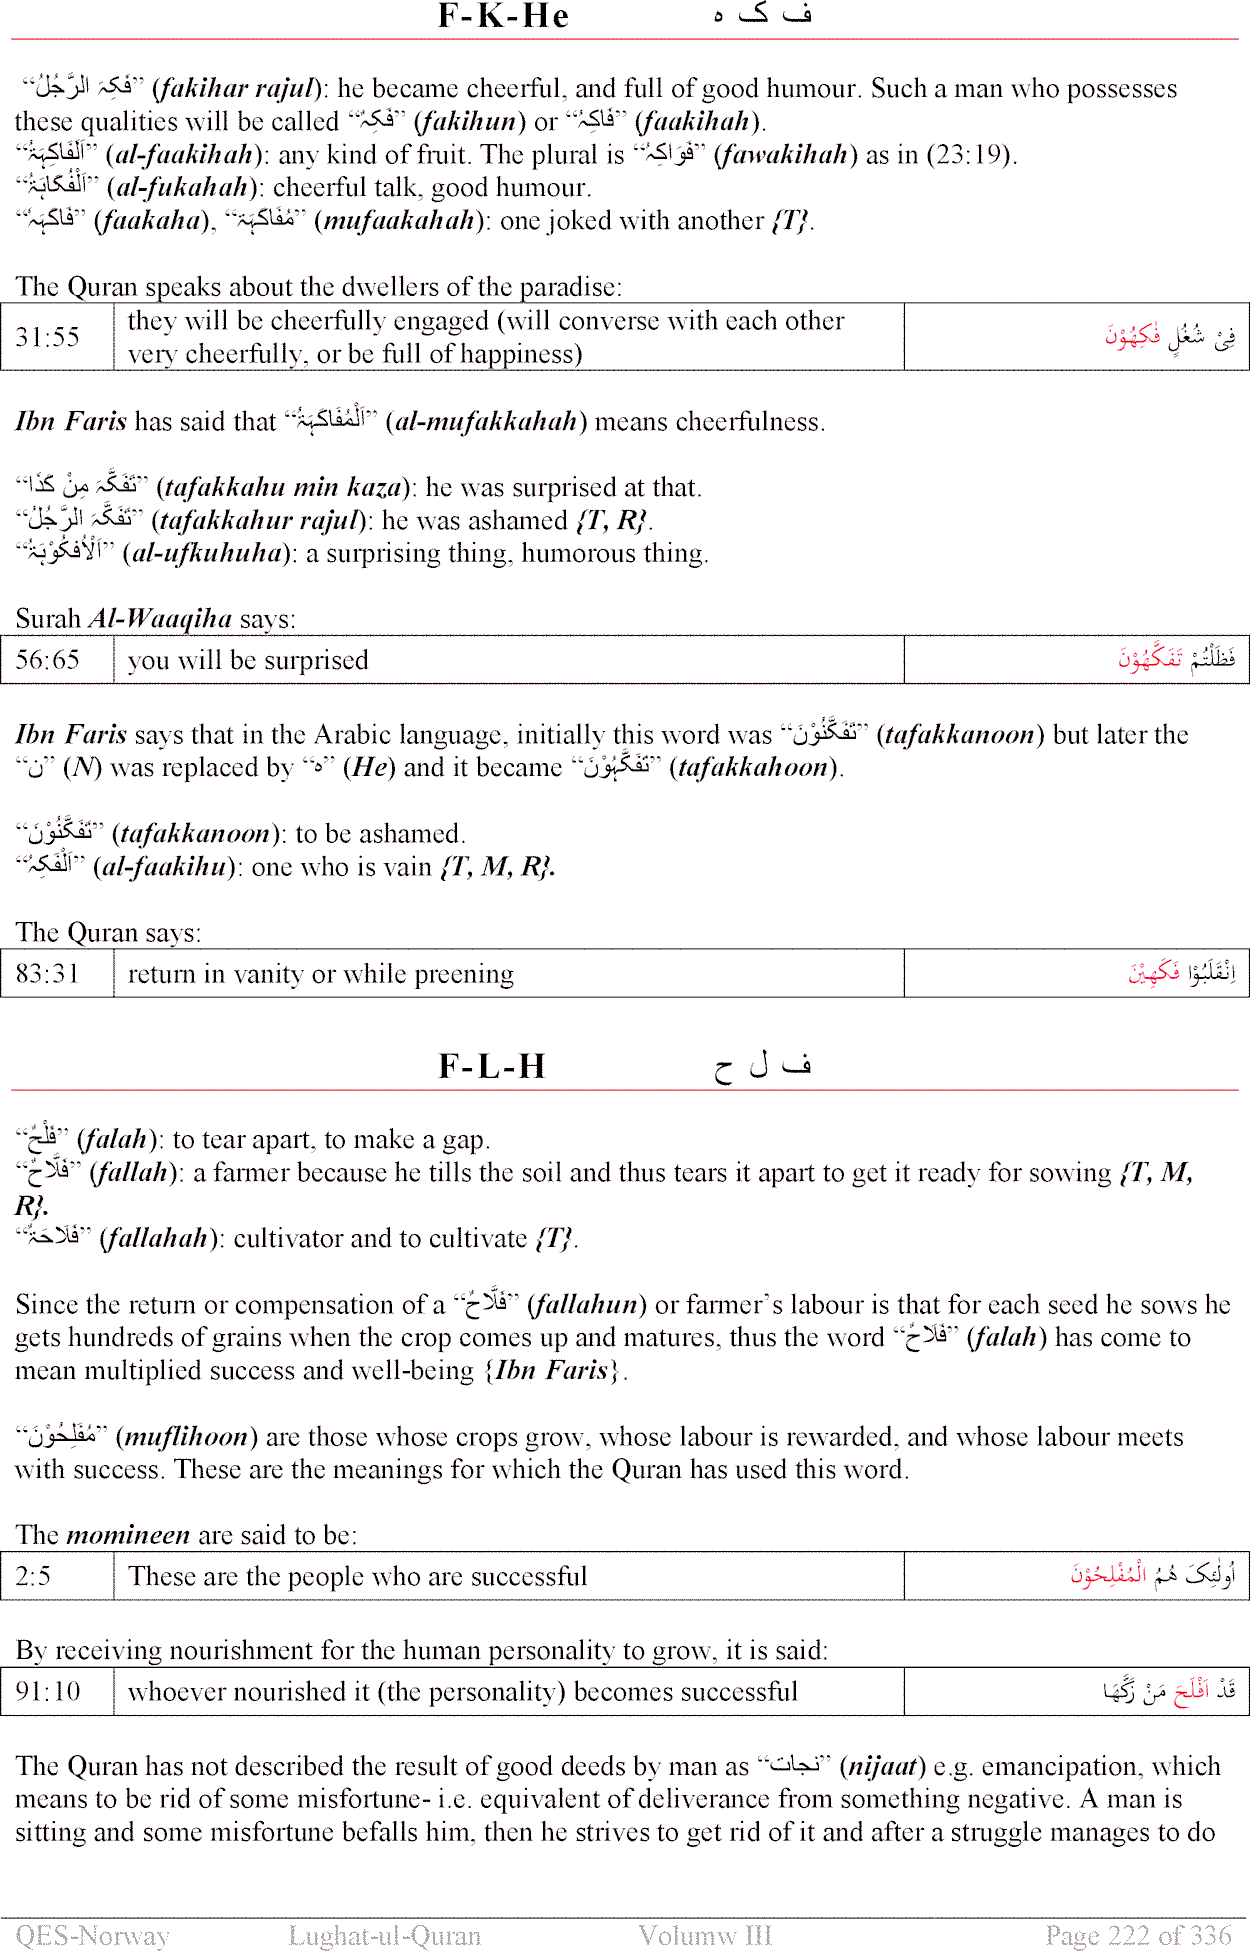 F-K-He ف ک ہ
“فَکِہَ الرَّجُلُ” (fakihar rajul): he became cheerful, and full of good humour. Such a man who possesses
these qualities will be called “فَکِہٌ” (fakihun) or “فَاکِہٌ” (faakihah).
“اَلْفَاکِہَۃُ” (al-faakihah): any kind of fruit. The plural is “فَوَاکِہُ” (fawakihah) as in (23:19).
“اَلْفُکَاہَۃُ” (al-fukahah): cheerful talk, good humour.
“فَاکَہَہٗ” (faakaha), “مُفَاکَہَۃ” (mufaakahah): one joked with another {T}.
The Quran speaks about the dwellers of the paradise:
31:55 they will be cheerfully engaged (will converse with each other very cheerfully, or be full of happiness) فِیْ شُغُلٍ فٰکِهُوْنَ
Ibn Faris has said that “اَلْمُفَاکَہَۃُ” (al-mufakkahah) means cheerfulness.
“تَفَکَّہَ مِنْ کَذَا” (tafakkahu min kaza): he was surprised at that.
“تَفَکَّہَ الرَّجُلُ” (tafakkahur rajul): he was ashamed {T, R}.
“اَلْاُفْکُوْہَۃُ” (al-ufkuhuha): a surprising thing, humorous thing.
Surah Al-Waaqiha says:
56:65 you will be surprised فَظَلْتُمْ تَفَکَّهُوْنَ
Ibn Faris says that in the Arabic language, initially this word was “تَفَکَّنُوْنَ” (tafakkanoon) but later the
“ن” (N) was replaced by “ہ” (He) and it became “تَفَکَّہُوْنَ” (tafakkahoon).
“تَفَکَّنُوْنَ” (tafakkanoon): to be ashamed.
“اَلْفَکِہُ” (al-faakihu): one who is vain {T, M, R}.
The Quran says:
83:31 return in vanity or while preening اِنْقَلَبُوْا فَکَهِیْنَ
F-L-H ف ل ح
“فَلْحٌ” (falah): to tear apart, to make a gap.
“فَلَّاحٌ” (fallah): a farmer because he tills the soil and thus tears it apart to get it ready for sowing {T, M,
R}.
“فَلَاحَۃٌ” (fallahah): cultivator and to cultivate {T}.
Since the return or compensation of a “فَلَّاحٌ” (fallahun) or farmer’s labour is that for each seed he sows he
gets hundreds of grains when the crop comes up and matures, thus the word “فَلَاحٌ” (falah) has come to
mean multiplied success and well-being {Ibn Faris}.
“مُفْلِحُوْنَ” (muflihoon) are those whose crops grow, whose labour is rewarded, and whose labour meets
with success. These are the meanings for which the Quran has used this word.
The momineen are said to be:
2:5 These are the people who are successful اُولٰٓئِکَ هُمُ الْمُفْلِحُوْنَ
By receiving nourishment for the human personality to grow, it is said:
91:10 whoever nourished it (the personality) becomes successful قَدْ اَفْلَحَ مَنْ زَکّٰهَا
The Quran has not described the result of good deeds by man as “نجات” (nijaat) e.g. emancipation, which
means to be rid of some misfortune- i.e. equivalent of deliverance from something negative. A man is
sitting and some misfortune befalls him, then he strives to get rid of it and after a struggle manages to do
QES-Norway Lughat-ul-Quran Volumw III Page 222 of 336